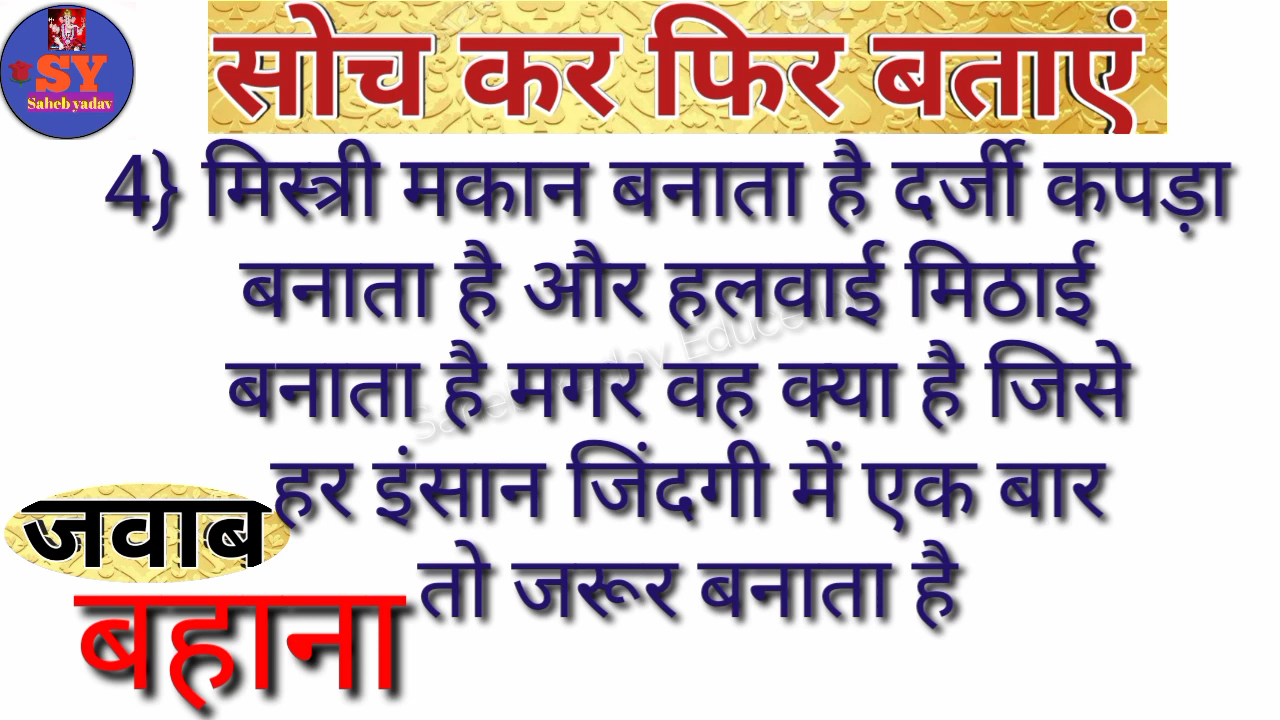 SY
Saheb yadav
सोच कर फिर बताएं
4} मिस्त्री मकान बनाता है दर्जी कपड़ा
बनाता है और हलवाई मिठाई
बनाता है मगर वह क्या है जिसे
हर इंसान जिंदगी में एक बार
तो जरूर बनाता है
जवाब
बहाना